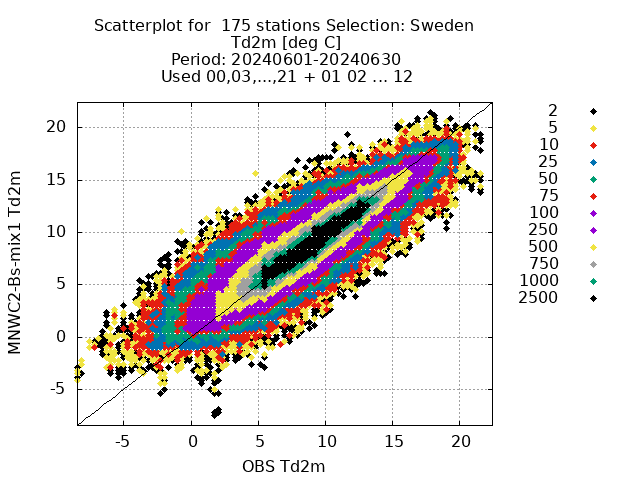 Scatterplot for  175 stations Selection: Sweden
Td2m [deg C]
Period: 20240601-20240630
Used 00,03,...,21 + 01 02 ... 12
MNWC2-Bs-mix1 Td2m
20
15
10
5
0
-5
-5 0 5 10 15 20
OBS Td2m
2
5
10
25
50
75
100
250
500
750
1000
2500